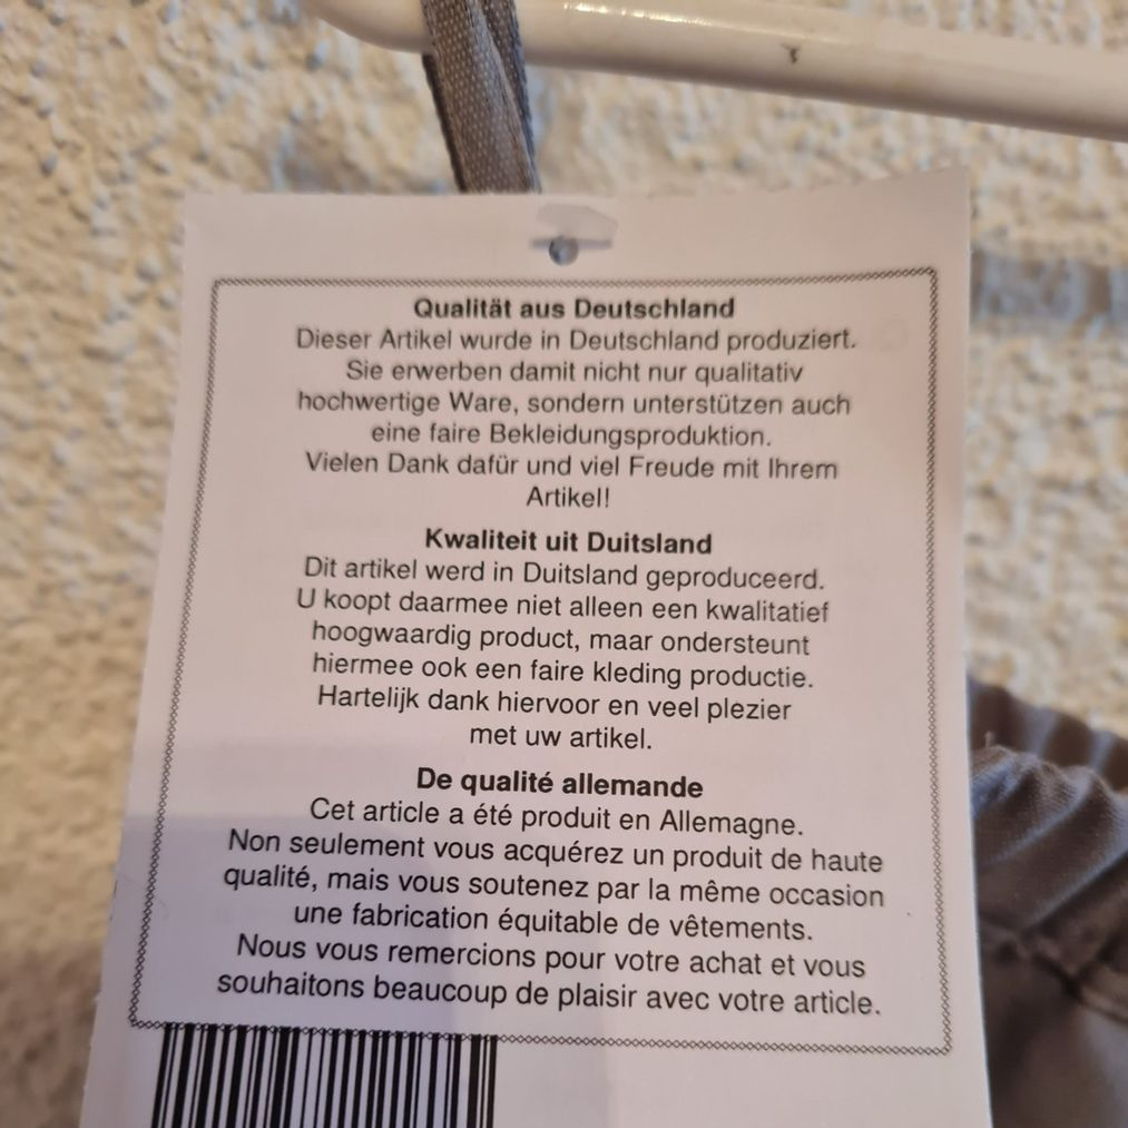 Qualität aus Deutschland
Dieser Artikel wurde in Deutschland produziert.
Sie erwerben damit nicht nur qualitativ
hochwertige Ware, sondern unterstützen auch
eine faire Bekleidungsproduktion.
Vielen Dank dafür und viel Freude mit Ihrem
Artikel!
Kwaliteit uit Duitsland
Dit artikel werd in Duitsland geproduceerd.
U koopt daarmee niet alleen een kwalitatief
hoogwaardig product, maar ondersteunt
hiermee ook een faire kleding productie.
Hartelijk dank hiervoor en veel plezier
met uw artikel.
De qualité allemande
Cet article a été produit en Allemagne.
Non seulement vous acquérez un produit de haute
qualité, mais vous soutenez par la même occasion
une fabrication équitable de vêtements.
Nous vous remercions pour votre achat et vous
souhaitons beaucoup de plaisir avec votre article.